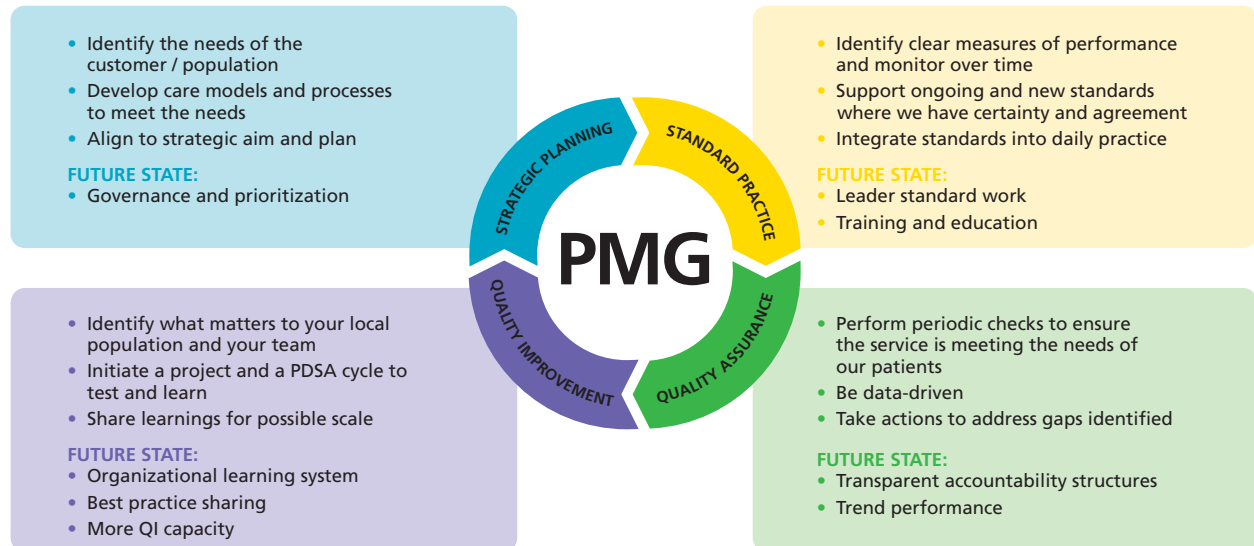 • Identify the needs of the
customer / population
• Develop care models and processes
to meet the needs
• Align to strategic aim and plan
FUTURE STATE:
• Governance and prioritization
• Identify clear measures of performance
and monitor over time
• Support ongoing and new standards
where we have certainty and agreement
• Integrate standards into daily practice
FUTURE STATE:
• Leader standard work
• Training and education
STRATEGIC PLANNING
STANDARD PRACTICE
PMG
QUALITY IMPROVEMENT
QUALITY ASSURANCE
• Identify what matters to your local
population and your team
• Initiate a project and a PDSA cycle to
test and learn
• Share learnings for possible scale
FUTURE STATE:
• Organizational learning system
• Best practice sharing
• More QI capacity
• Perform periodic checks to ensure
the service is meeting the needs of
our patients
• Be data-driven
• Take actions to address gaps identified
FUTURE STATE:
• Transparent accountability structures
• Trend performance